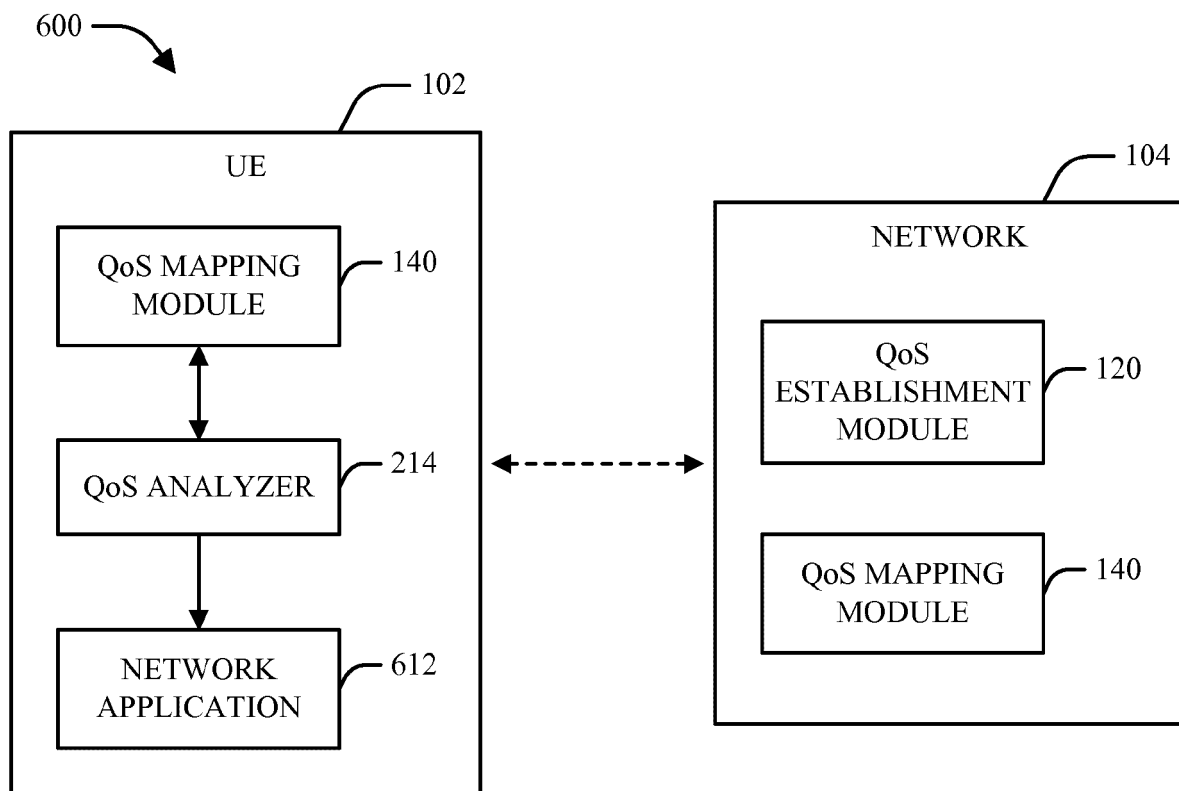 600
102
UE
104
NETWORK
QoS MAPPING
MODULE
140
QoS
ESTABLISHMENT
MODULE
120
QoS ANALYZER
214
QoS MAPPING
MODULE
140
NETWORK
APPLICATION
612